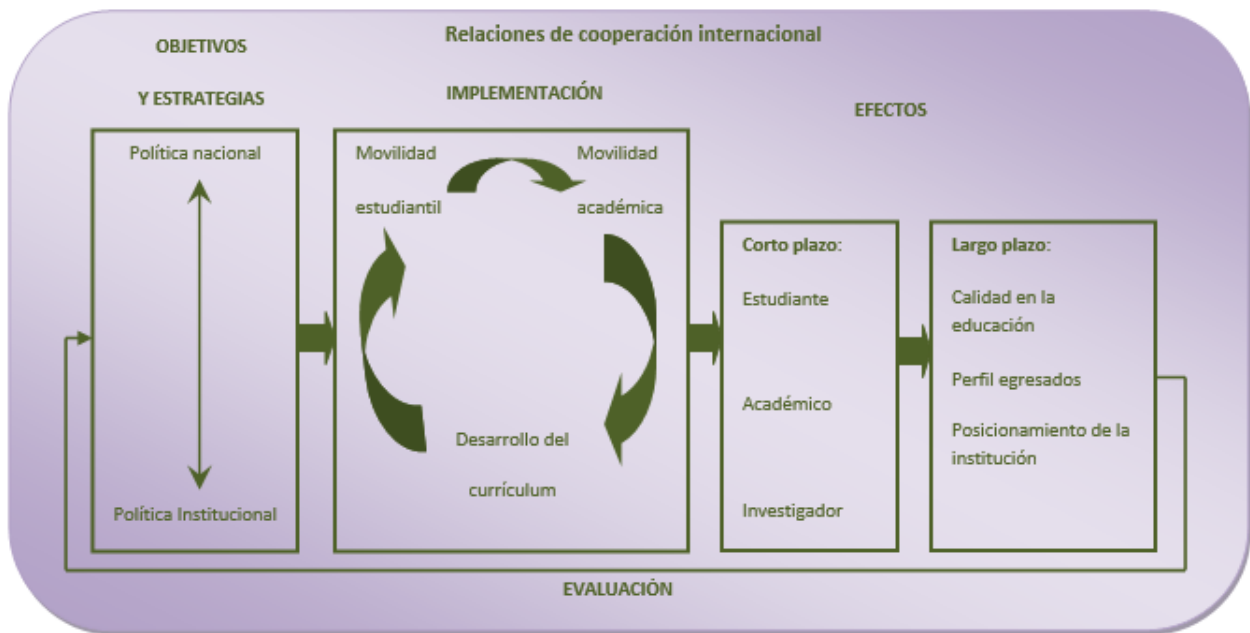 Relaciones de cooperación internacional
OBJETIVOS
Y ESTRATEGIAS
IMPLEMENTACIÓN
EFECTOS
Política nacional
Política Institucional
Movilidad
estudiantil
Movilidad
académica
Desarrollo del
currículum
Corto plazo:
Estudiante
Académico
Investigador
Largo plazo:
Calidad en la
educación
Perfil egresados
Posicionamiento de la
institución
EVALUACIÓN